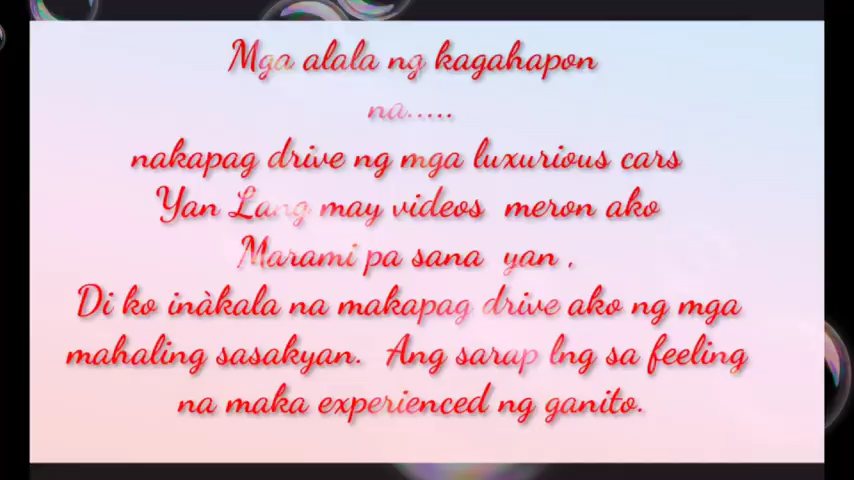 Mga alala ng kagahapon
na.....
nakapag drive ng mga luxurious cars
Yan Lang may videos meron ako
Marami pa sana yan .
Di ko inàkala na makapag drive ako ng mga
mahaling sasakyan. Ang sarap lng sa feeling
na maka experienced ng ganito.